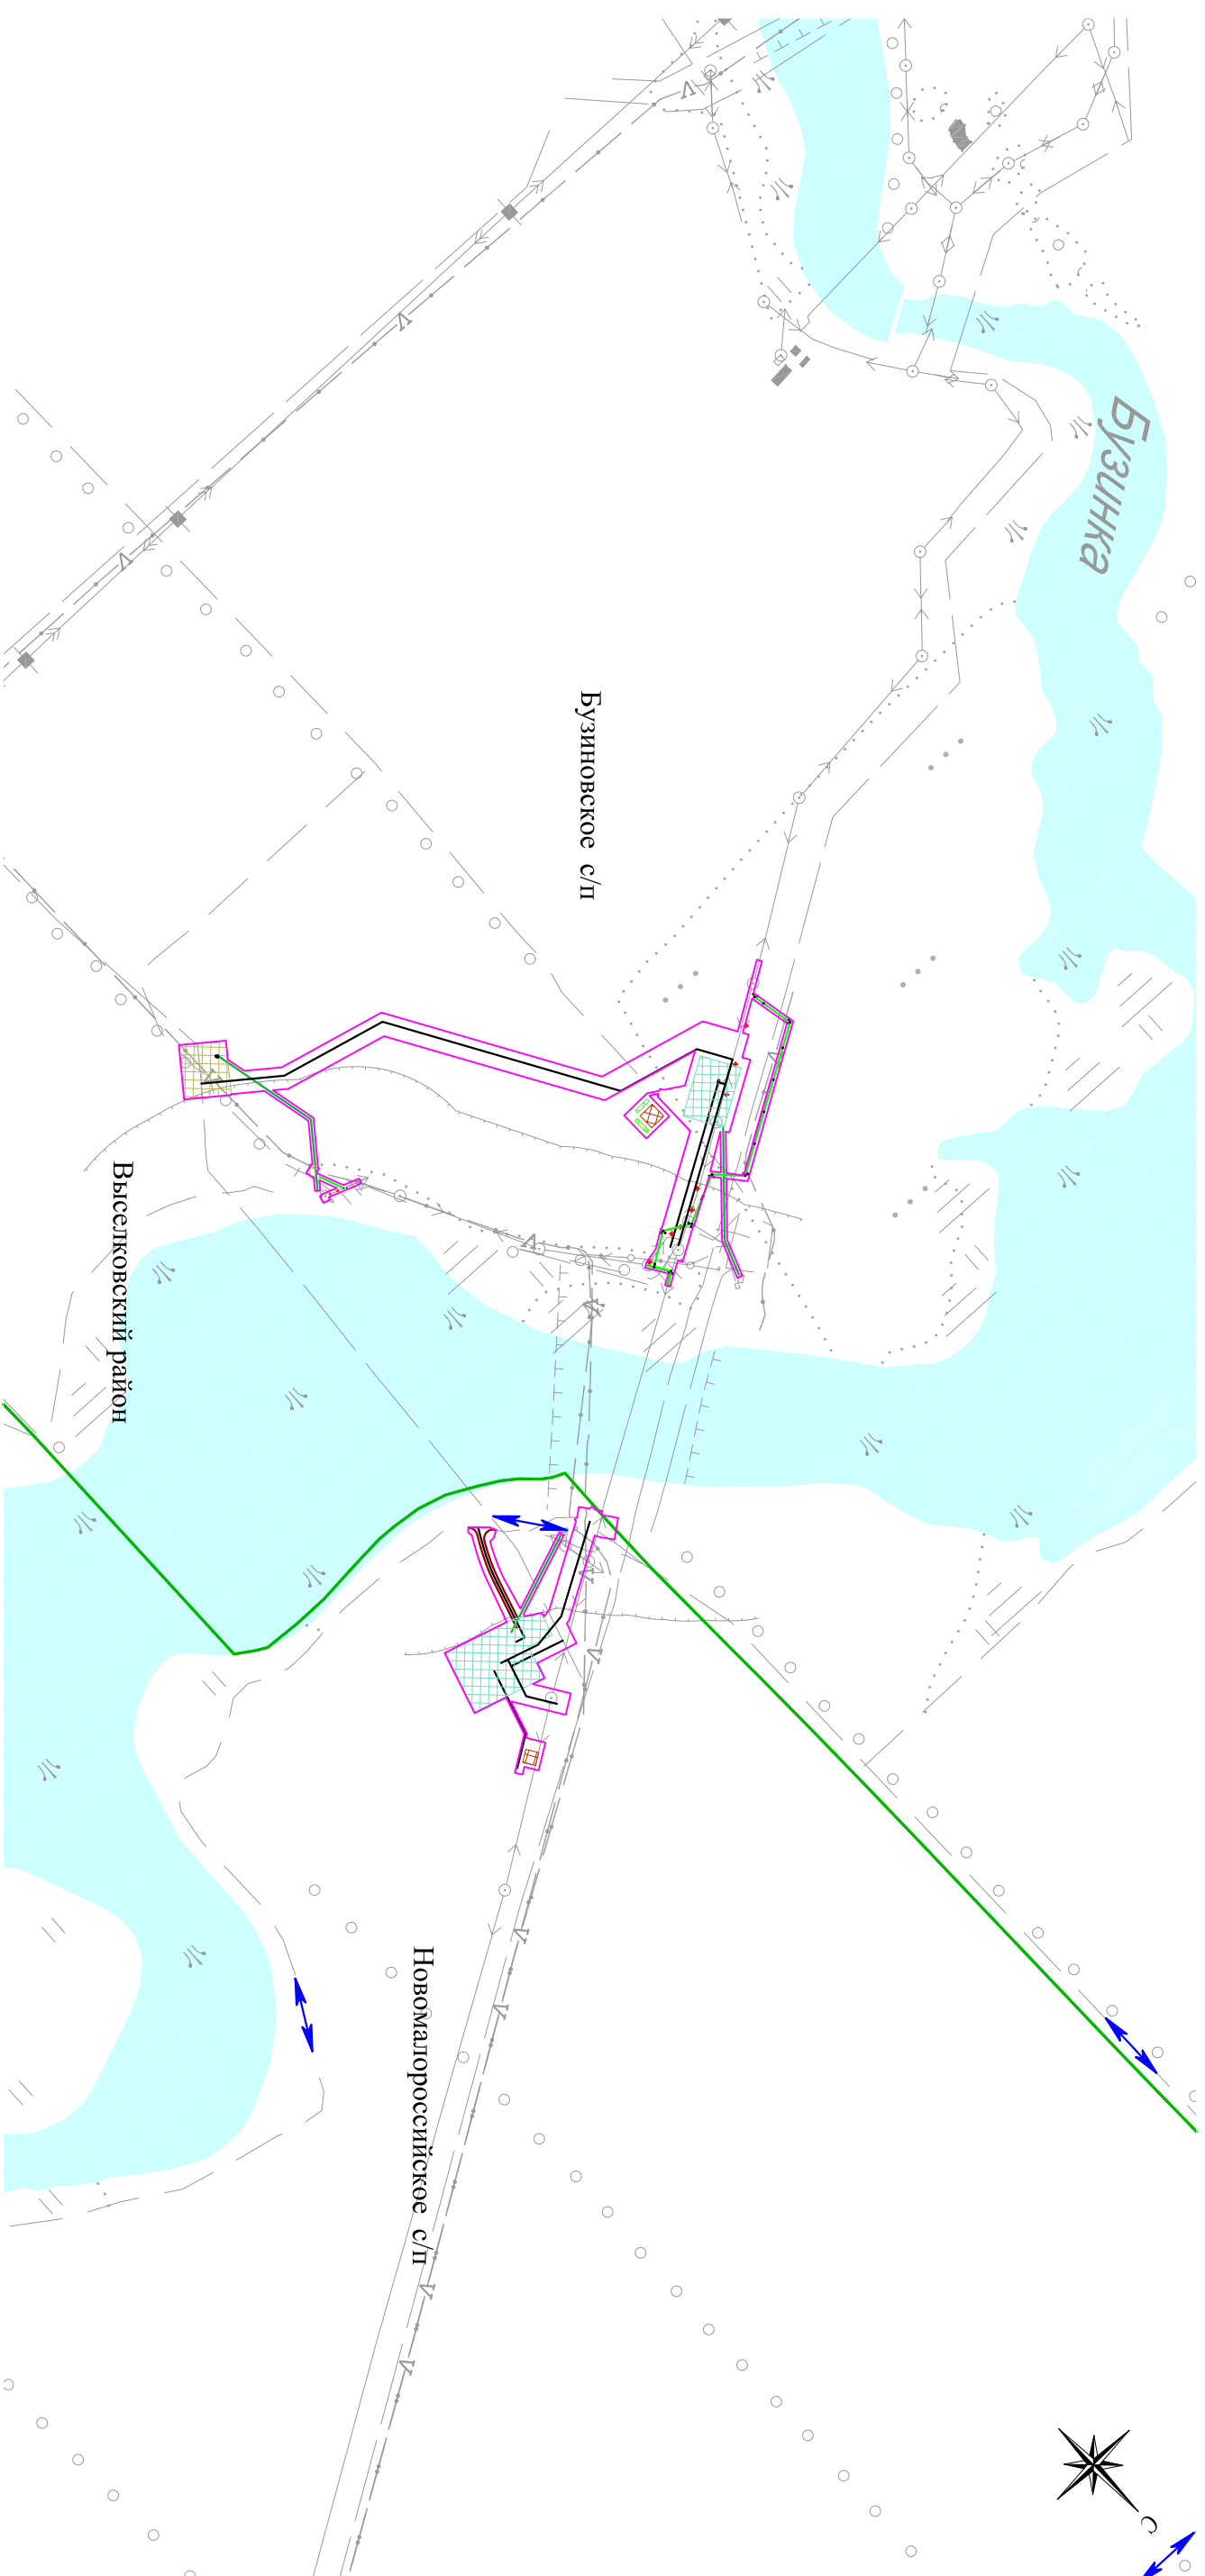 Бузинка
Бузиновское с/п
Выселковский район
Новомалороссийское с/п
С